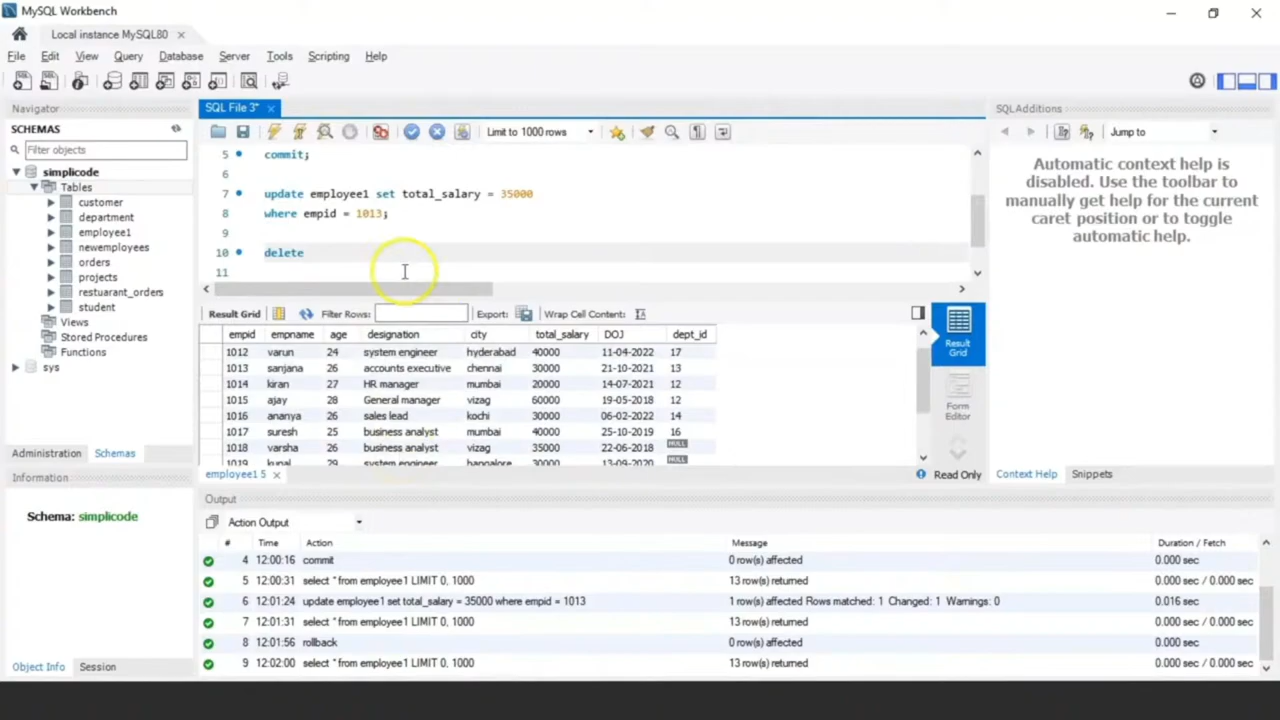 MySQL Workbench
Local instance MySQL80
File Edit View Query Database Server Tools Scripting Help
Navigator
SCHEMAS
Filter objects
simplicode
Tables
customer
department
employee1
newemployees
orders
projects
restuarant_orders
student
Views
Stored Procedures
Functions
sys
Administration Schemas
Information
Schema: simplicode
Object Info Session
SQL File 3*
Limit to 1000 rows
5 commit;
6
7 update employee1 set total_salary = 35000
8 where empid = 1013;
9
10 delete
11
Result Grid Filter Rows: Export: Wrap Cell Content:
empid empname age designation city total_salary DOJ dept_id
1012 varun 24 system engineer hyderabad 40000 11-04-2022 17
1013 sanjana 26 accounts executive chennai 30000 21-10-2021 13
1014 kiran 27 HR manager mumbai 20000 14-07-2021 12
1015 ajay 28 General manager vizag 60000 19-05-2018 12
1016 ananya 26 sales lead kochi 30000 06-02-2022 14
1017 suresh 25 business analyst mumbai 40000 25-10-2019 16
1018 varsha 26 business analyst vizag 35000 22-06-2018 NULL
1019 kunal 29 system engineer bangalore 30000 13-09-2020 NULL
Result Grid
Form Editor
employee1 5
Read Only
SQLAdditions
Jump to
Automatic context help is
disabled. Use the toolbar to
manually get help for the current
caret position or to toggle
automatic help.
Context Help Snippets
Output
Action Output
# Time Action Message Duration / Fetch
4 12:00:16 commit 0 row(s) affected 0.000 sec
5 12:00:31 select * from employee1 LIMIT 0, 1000 13 row(s) returned 0.000 sec / 0.000 sec
6 12:01:24 update employee1 set total_salary = 35000 where empid = 1013 1 row(s) affected Rows matched: 1 Changed: 1 Warnings: 0 0.016 sec
7 12:01:31 select * from employee1 LIMIT 0, 1000 13 row(s) returned 0.000 sec / 0.000 sec
8 12:01:56 rollback 0 row(s) affected 0.000 sec
9 12:02:00 select * from employee1 LIMIT 0, 1000 13 row(s) returned 0.000 sec / 0.000 sec